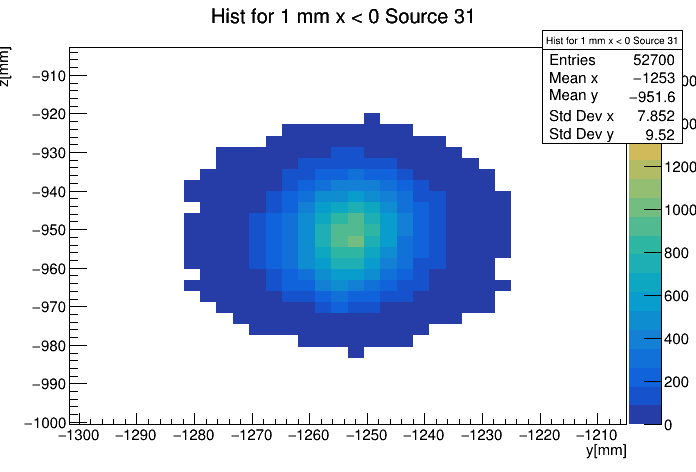 Hist for 1 mm x < 0 Source 31
Hist for 1 mm x < 0 Source 31
Entries 52700
Mean x −1253
Mean y −951.6
Std Dev x 7.852
Std Dev y 9.52
z[mm]
−910
−920
−930
−940
−950
−960
−970
−980
−990
−1000
−1300 −1290 −1280 −1270 −1260 −1250 −1240 −1230 −1220 −1210
y[mm]
1200
1000
800
600
400
200
0